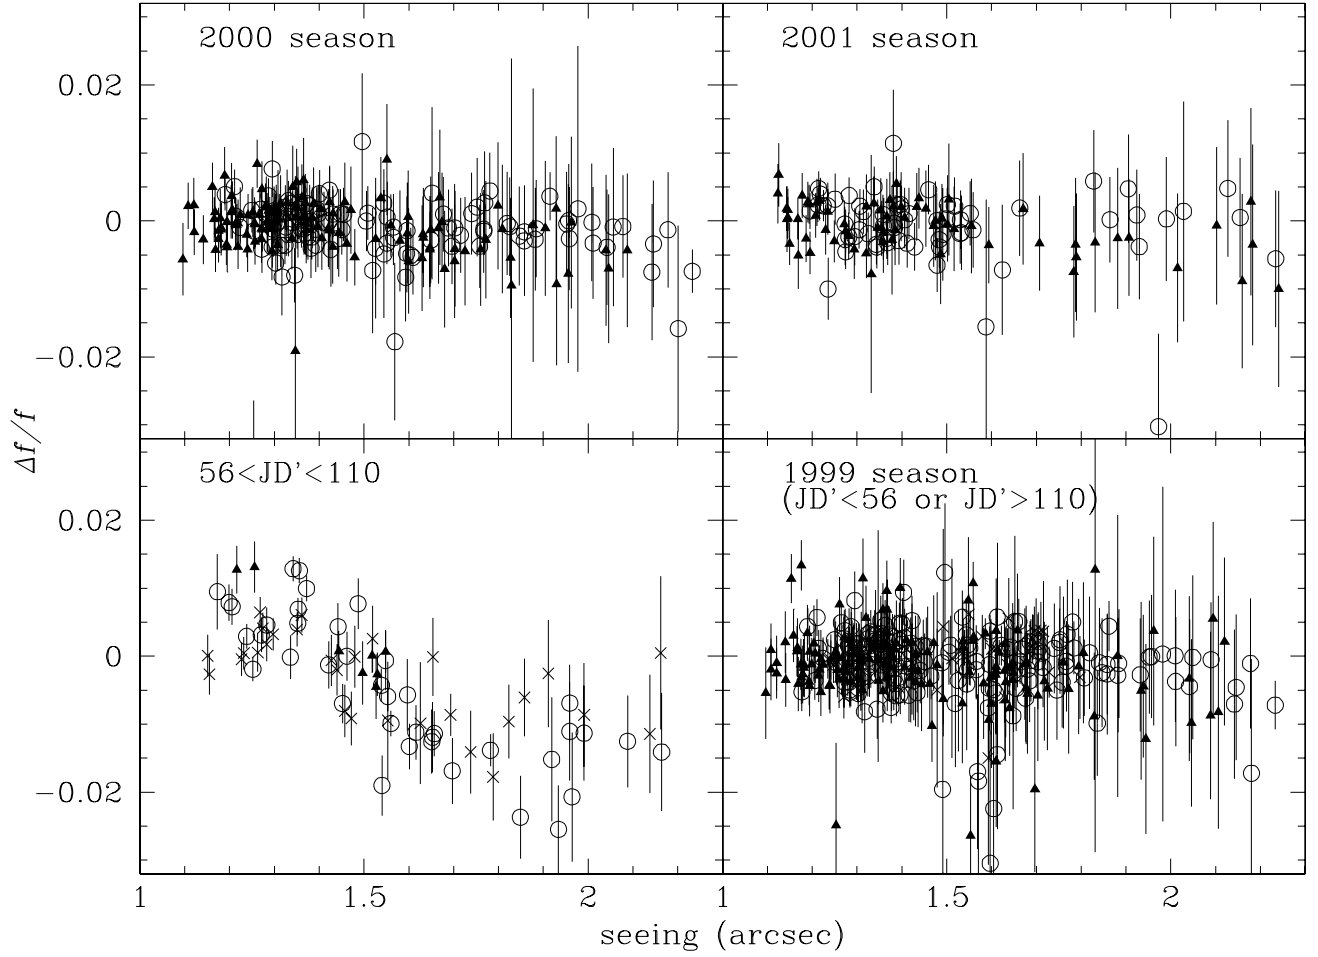 2000 season
2001 season
0.02
0
−0.02
Δf/f
56<JD'<110
1999 season
(JD'<56 or JD'>110)
0.02
0
−0.02
1
1.5
2
1
1.5
2
seeing (arcsec)